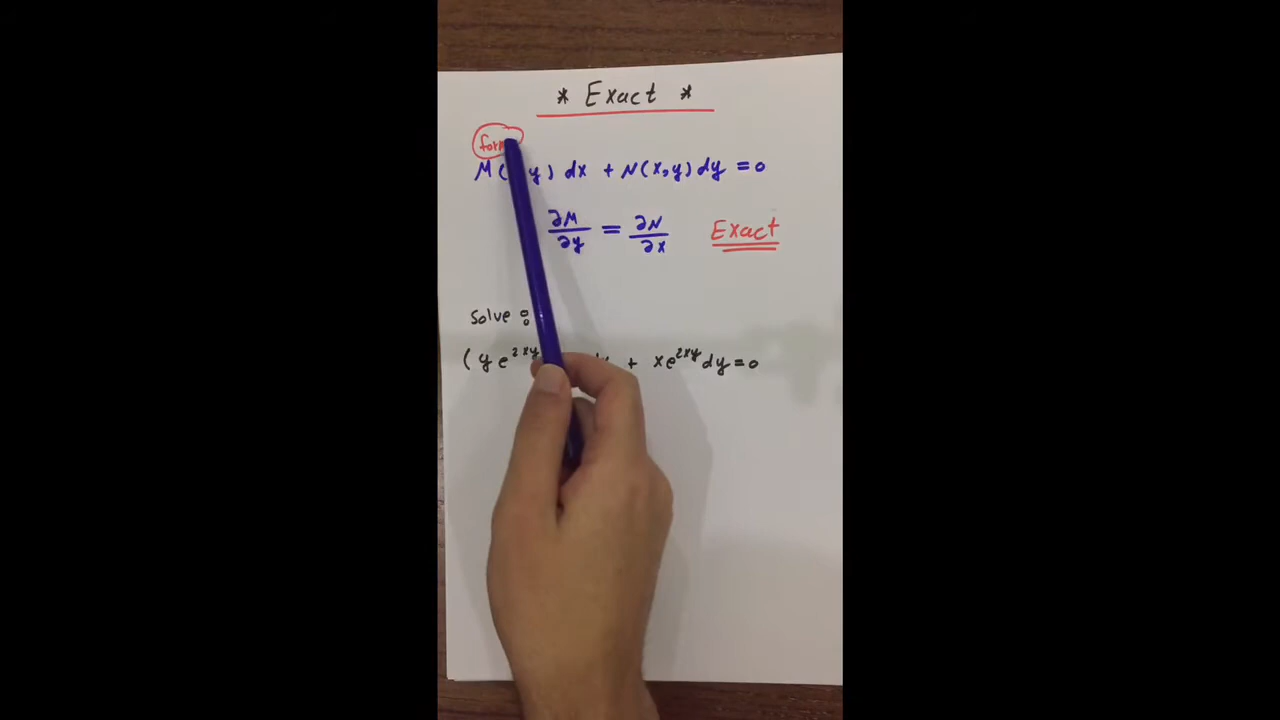 * Exact *
M( y) dx + N(x,y) dy = 0
∂M/∂y = ∂N/∂x Exact
Solve :
(y e^2xy + x e^2xy dy = 0